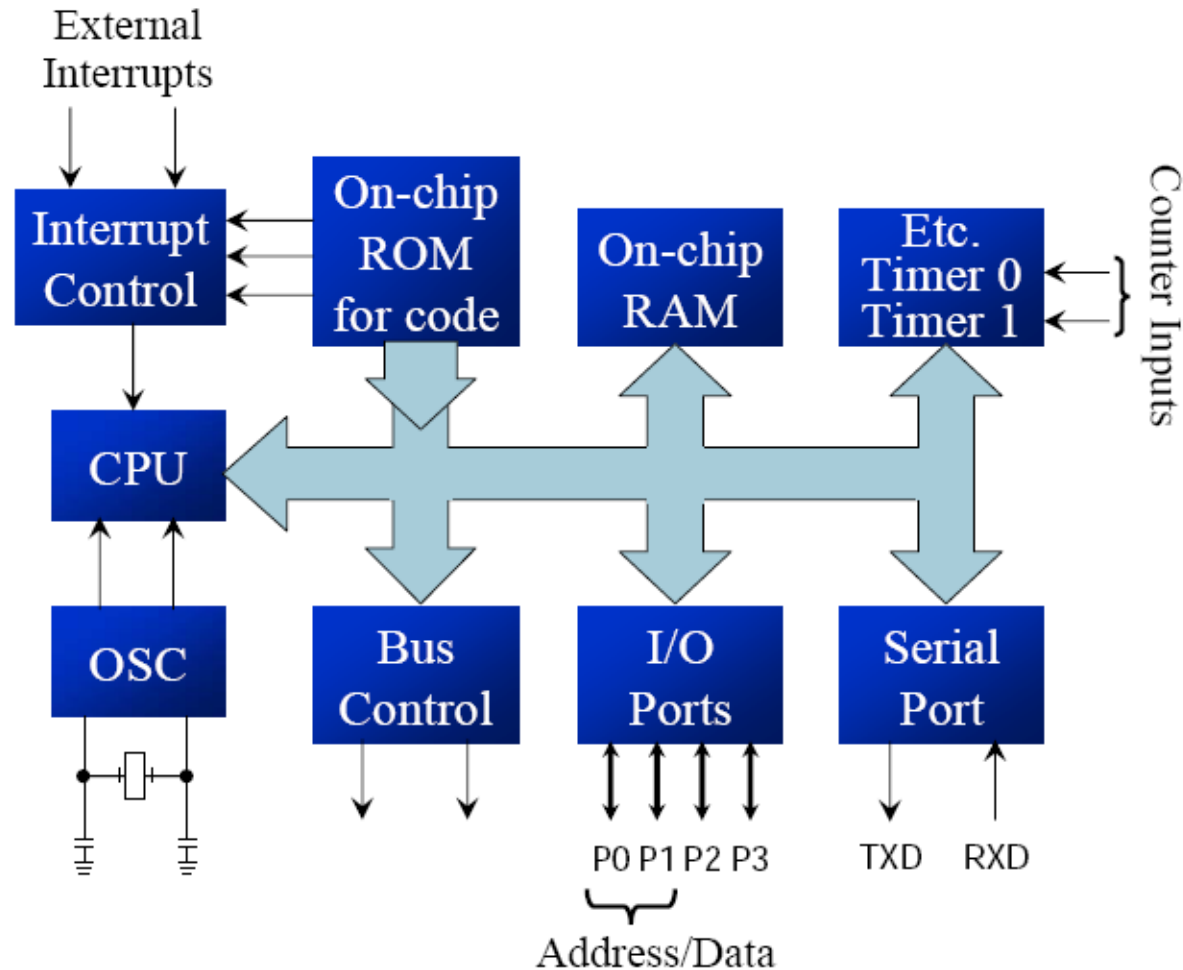 External
Interrupts
Interrupt
Control
On-chip
ROM
for code
On-chip
RAM
Etc.
Timer 0
Timer 1
Counter Inputs
CPU
OSC
Bus
Control
I/O
Ports
Serial
Port
P0 P1 P2 P3
TXD RXD
Address/Data